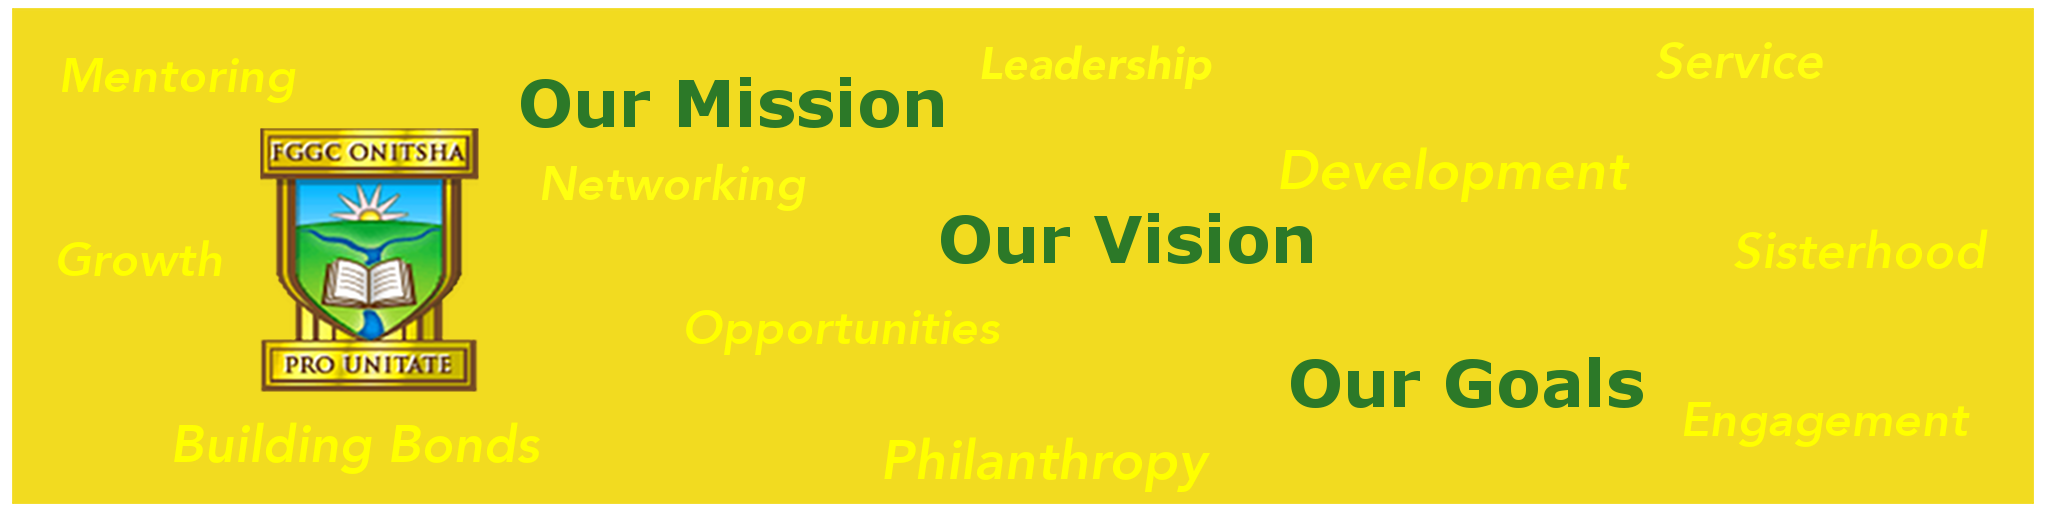 Mentoring
Leadership
Service
Our Mission
FGGC ONITSHA
Networking
Development
Our Vision
Growth
Sisterhood
Opportunities
PRO UNITATE
Our Goals
Engagement
Building Bonds
Philanthropy